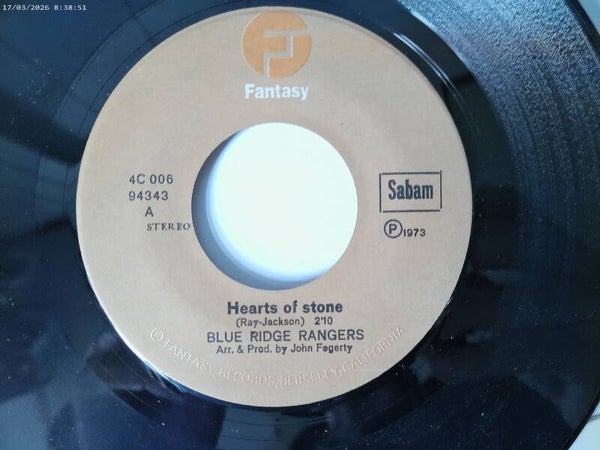 17/03/2026 8:38:51
F
Fantasy
4C 006
94343
A
STEREO
Sabam
P 1973
Hearts of stone
(Ray-Jackson) 2'10
BLUE RIDGE RANGERS
Arr. & Prod. by John Fogerty
® FANTASY RECORDS, BERKELEY, CALIFORNIA